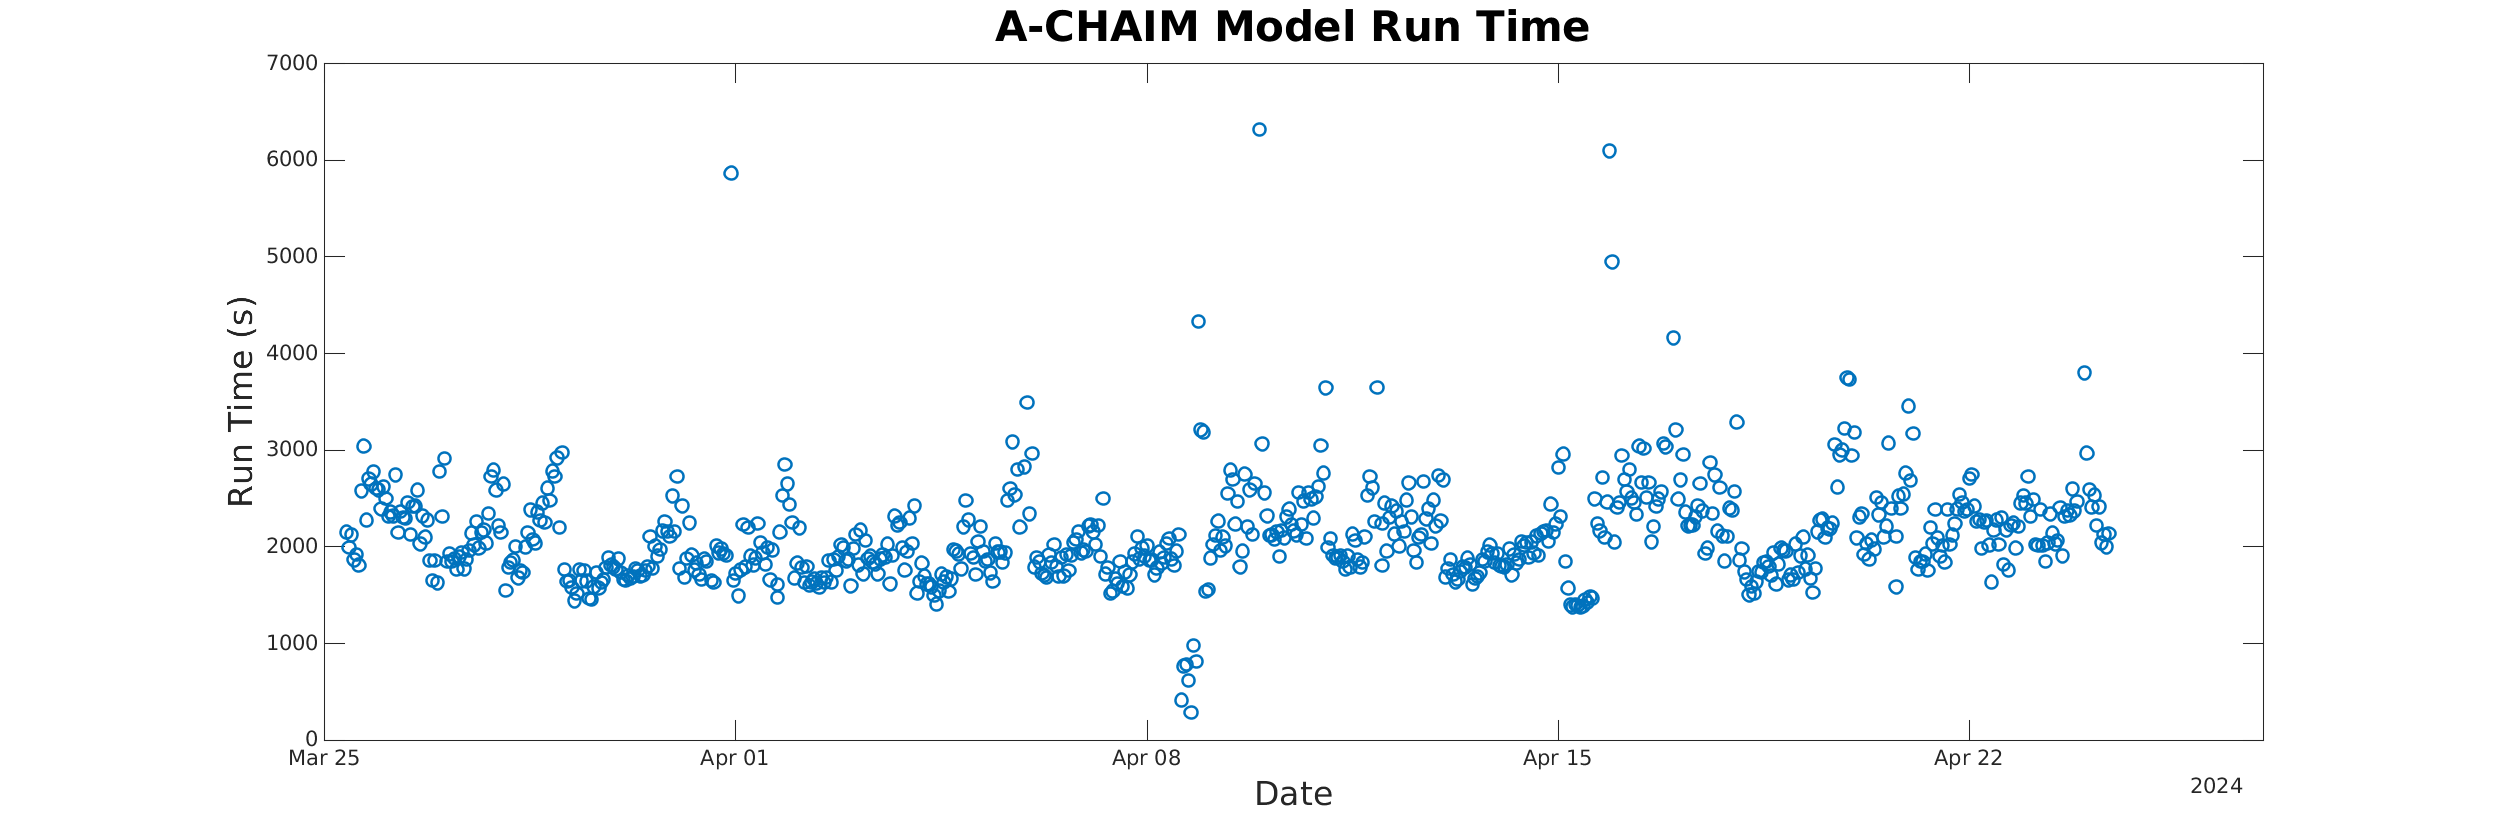 A-CHAIM Model Run Time
7000
6000
5000
4000
3000
2000
1000
0
Run Time (s)
Mar 25
Apr 01
Apr 08
Apr 15
Apr 22
2024
Date